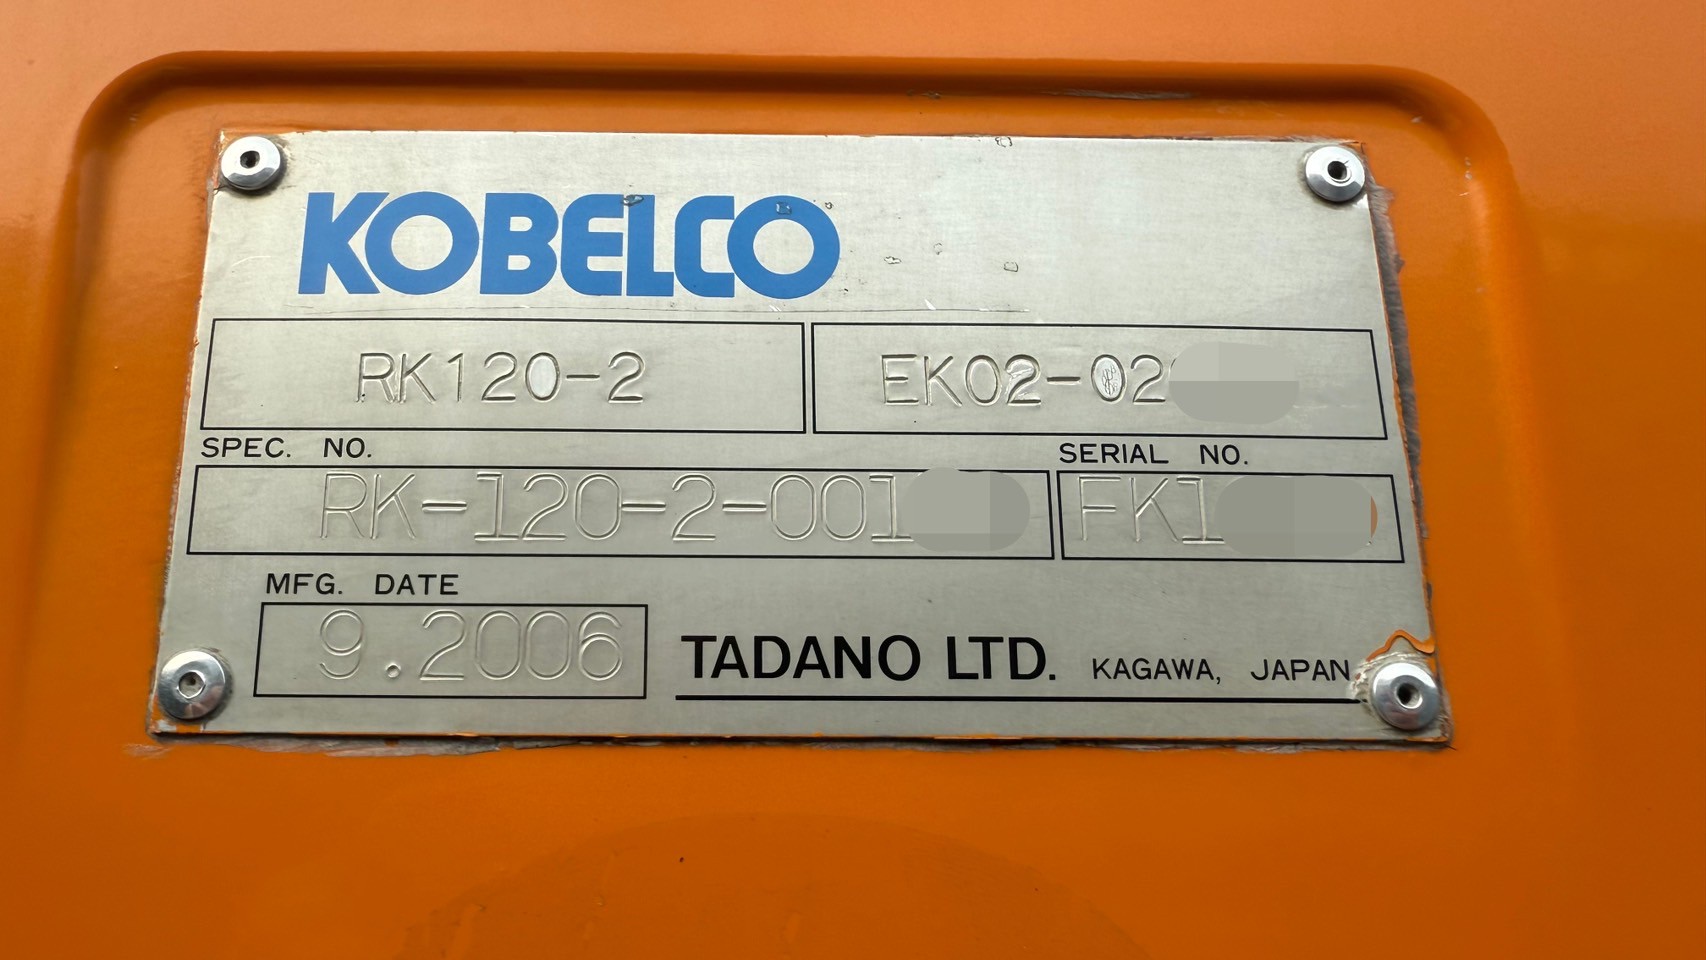 KOBELCO
RK120-2 EK02-02
SPEC. NO. SERIAL NO.
RK-120-2-001 FK1
MFG. DATE
9.2006 TADANO LTD. KAGAWA, JAPAN